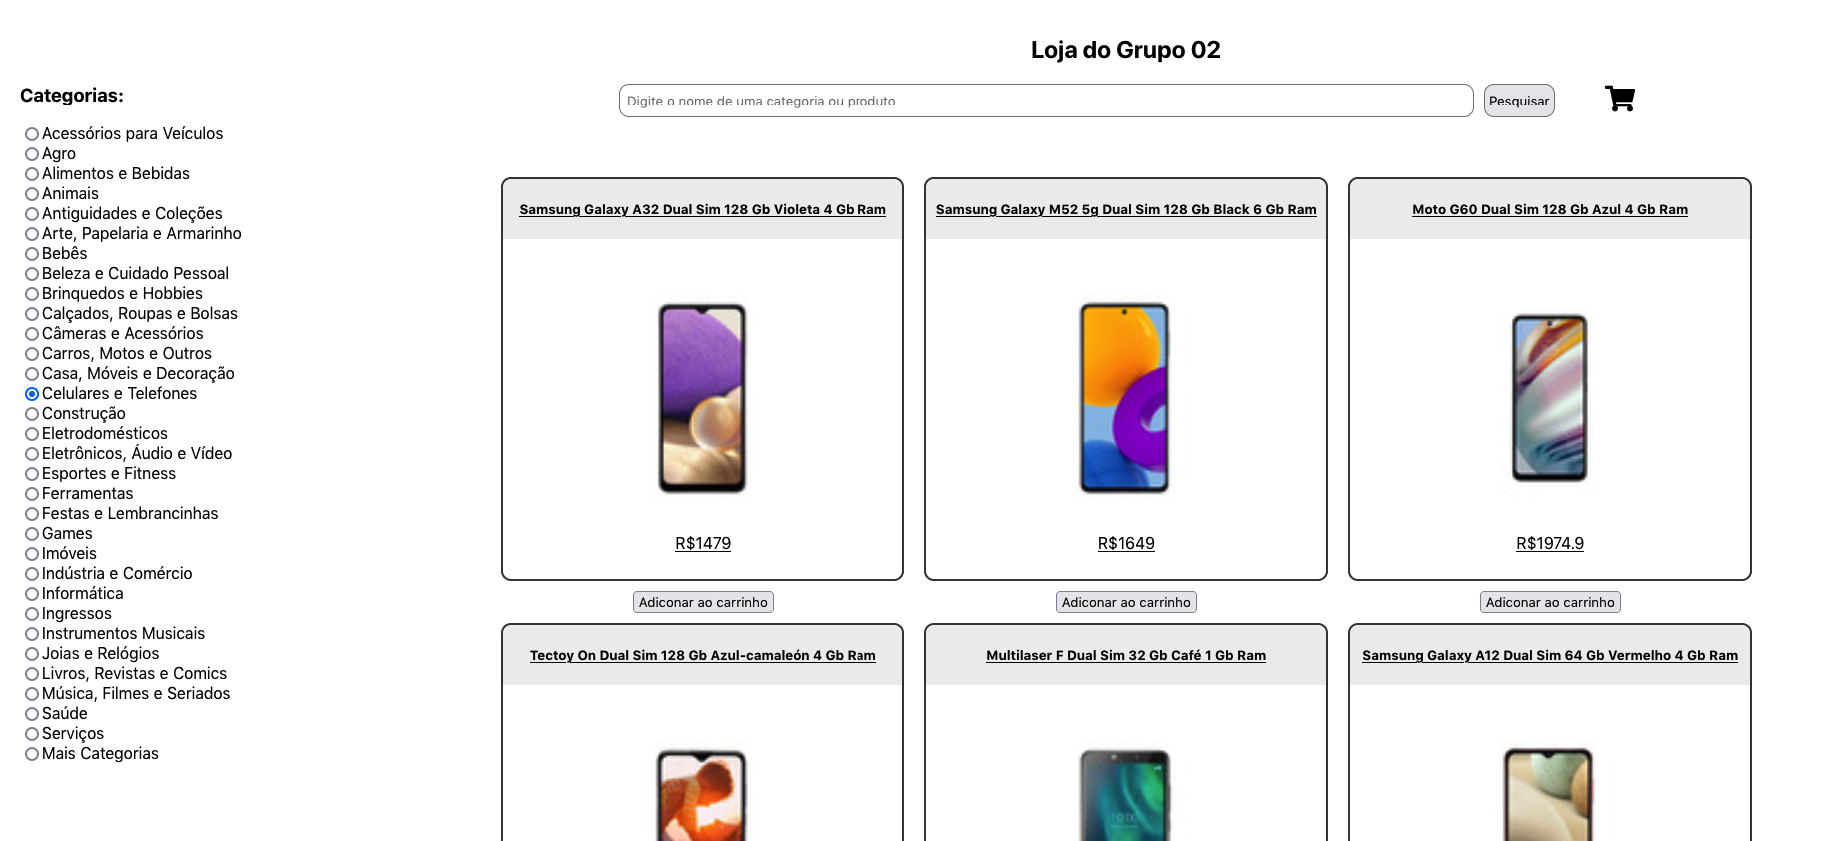 Loja do Grupo 02
Digite o nome de uma categoria ou produto
Pesquisar
Categorias:
Acessórios para Veículos
Agro
Alimentos e Bebidas
Animais
Antiguidades e Coleções
Arte, Papelaria e Armarinho
Bebês
Beleza e Cuidado Pessoal
Brinquedos e Hobbies
Calçados, Roupas e Bolsas
Câmeras e Acessórios
Carros, Motos e Outros
Casa, Móveis e Decoração
Celulares e Telefones
Construção
Eletrodomésticos
Eletrônicos, Áudio e Vídeo
Esportes e Fitness
Ferramentas
Festas e Lembrancinhas
Games
Imóveis
Indústria e Comércio
Informática
Ingressos
Instrumentos Musicais
Joias e Relógios
Livros, Revistas e Comics
Música, Filmes e Seriados
Saúde
Serviços
Mais Categorias
Samsung Galaxy A32 Dual Sim 128 Gb Violeta 4 Gb Ram
R$1479
Adiconar ao carrinho
Samsung Galaxy M52 5g Dual Sim 128 Gb Black 6 Gb Ram
R$1649
Adiconar ao carrinho
Moto G60 Dual Sim 128 Gb Azul 4 Gb Ram
R$1974.9
Adiconar ao carrinho
Tectoy On Dual Sim 128 Gb Azul-camaleón 4 Gb Ram
Multilaser F Dual Sim 32 Gb Café 1 Gb Ram
10:00
Samsung Galaxy A12 Dual Sim 64 Gb Vermelho 4 Gb Ram